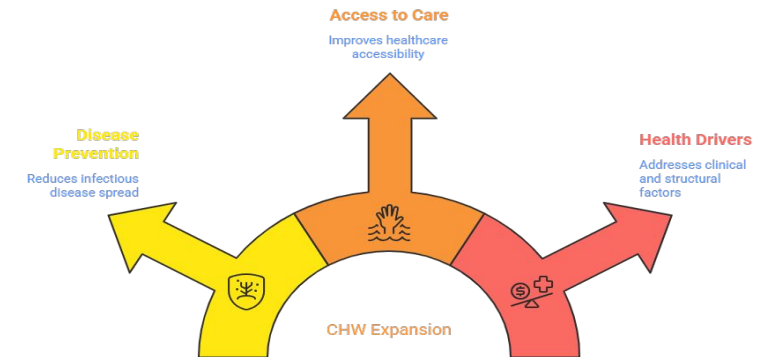 Access to Care
Improves healthcare
accessibility
Disease
Prevention
Reduces infectious
disease spread
Health Drivers
Addresses clinical
and structural
factors
$
CHW Expansion